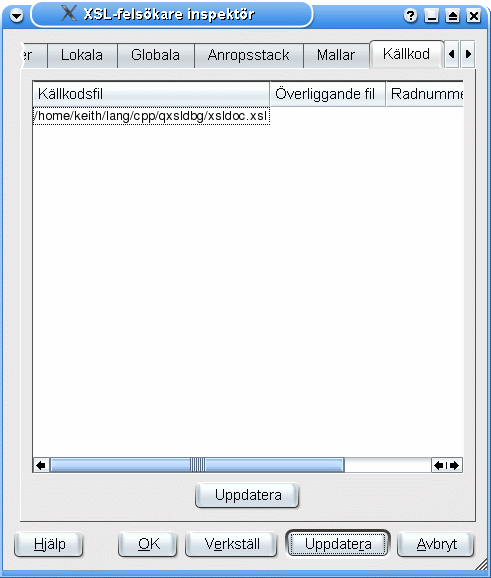 XSL-felsökare inspektör
er Lokala Globala Anropsstack Mallar Källkod
Källkodsfil Överliggande fil Radnumme
/home/keith/lang/cpp/qxsldbg/xsldoc.xsl
Uppdatera
Hjälp OK Verkställ Uppdatera Avbryt